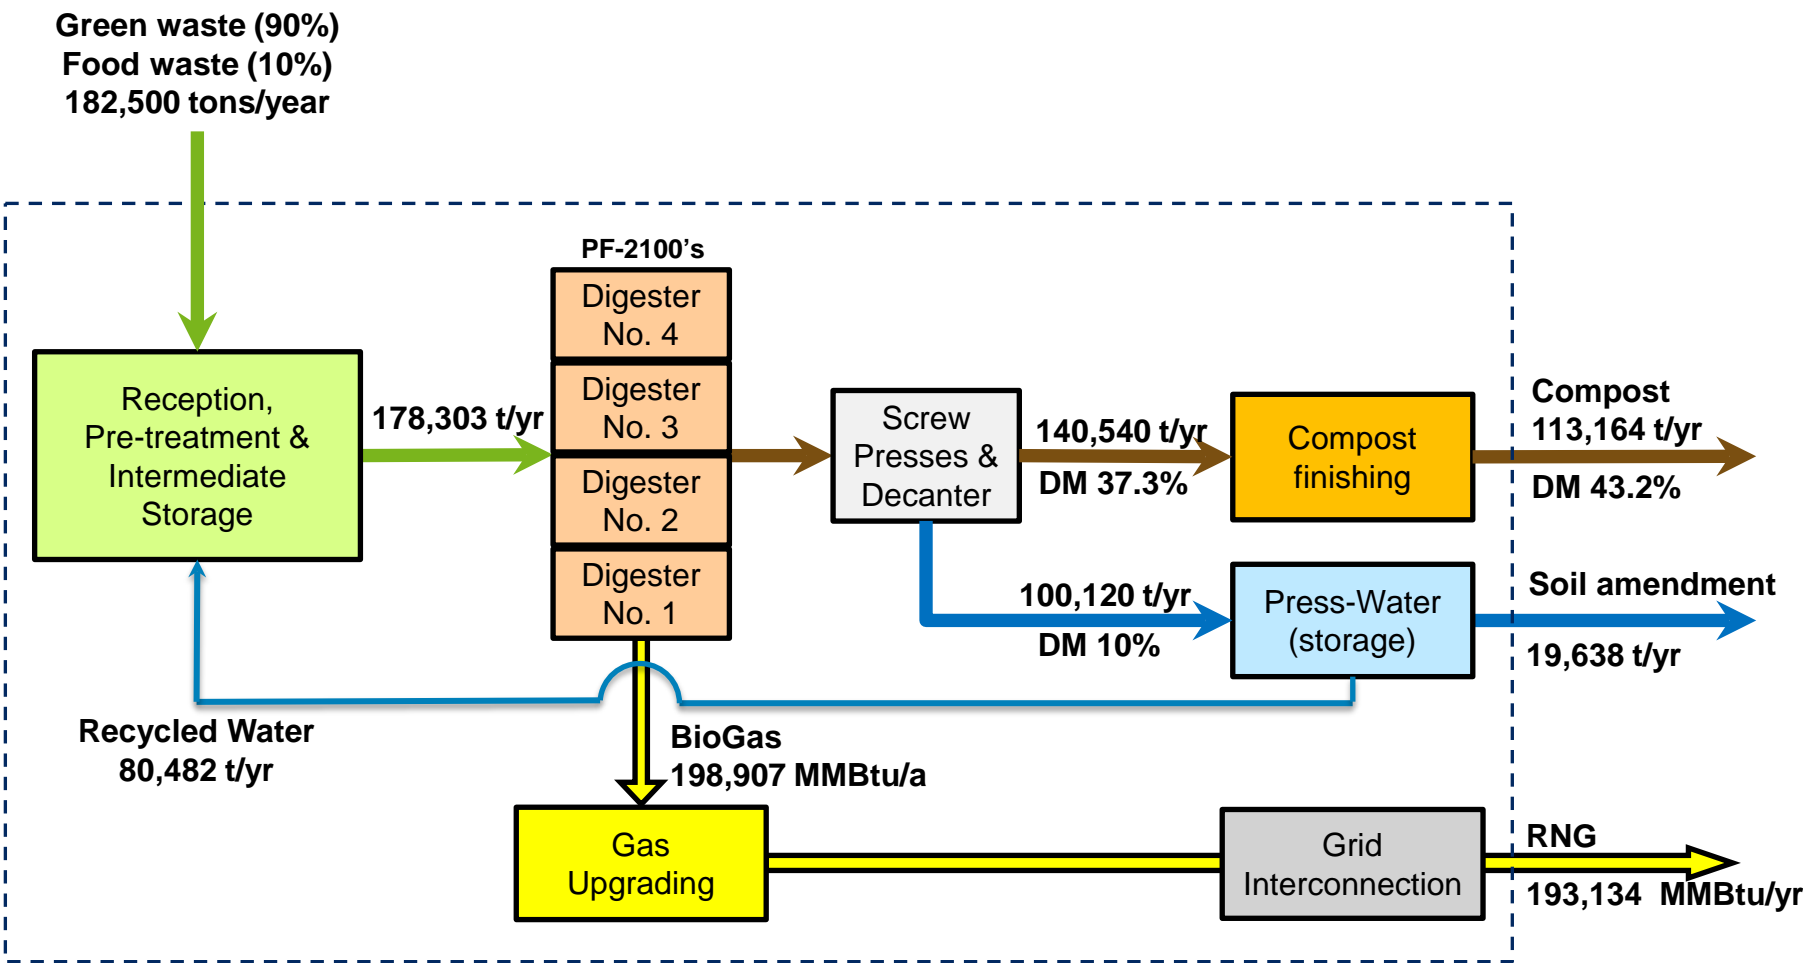 Green waste (90%)
Food waste (10%)
182,500 tons/year
PF-2100's
Digester
No. 4
Digester
No. 3
Digester
No. 2
Digester
No. 1
Reception,
Pre-treatment &
Intermediate
Storage
178,303 t/yr
Screw
Presses &
Decanter
140,540 t/yr
DM 37.3%
Compost
finishing
Compost
113,164 t/yr
DM 43.2%
100,120 t/yr
DM 10%
Press-Water
(storage)
Soil amendment
19,638 t/yr
Recycled Water
80,482 t/yr
BioGas
198,907 MMBtu/a
Gas
Upgrading
Grid
Interconnection
RNG
193,134 MMBtu/yr